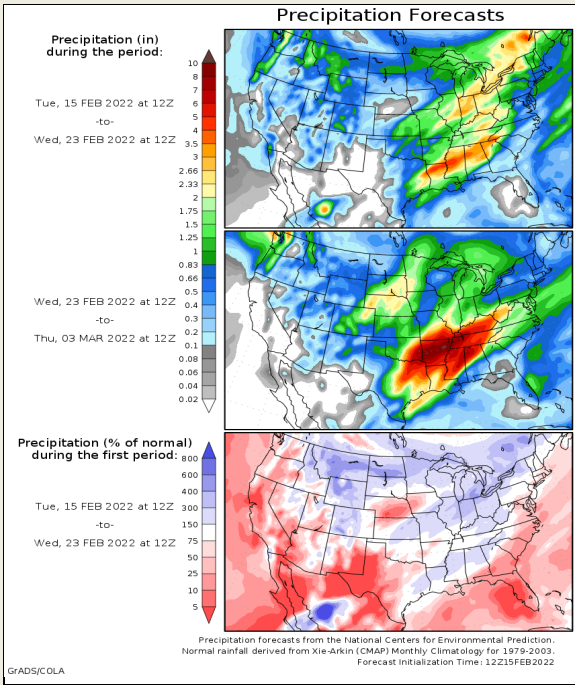 Precipitation Forecasts
Precipitation (in)
during the period:
Tue, 15 FEB 2022 at 12Z
-to-
Wed, 23 FEB 2022 at 12Z
10
8
7
6
5
4
3.5
3
2.66
2.33
2
1.75
1.5
1.25
1
0.83
0.66
0.5
0.4
0.3
0.2
0.1
0.08
0.06
0.04
0.02
Wed, 23 FEB 2022 at 12Z
-to-
Thu, 03 MAR 2022 at 12Z
Precipitation (% of normal)
during the first period:
Tue, 15 FEB 2022 at 12Z
-to-
Wed, 23 FEB 2022 at 12Z
800
600
400
300
150
75
50
25
10
5
Precipitation forecasts from the National Centers for Environmental Prediction.
Normal rainfall derived from Xie-Arkin (CMAP) Monthly Climatology for 1979-2003.
Forecast Initialization Time: 12Z15FEB2022
GrADS/COLA